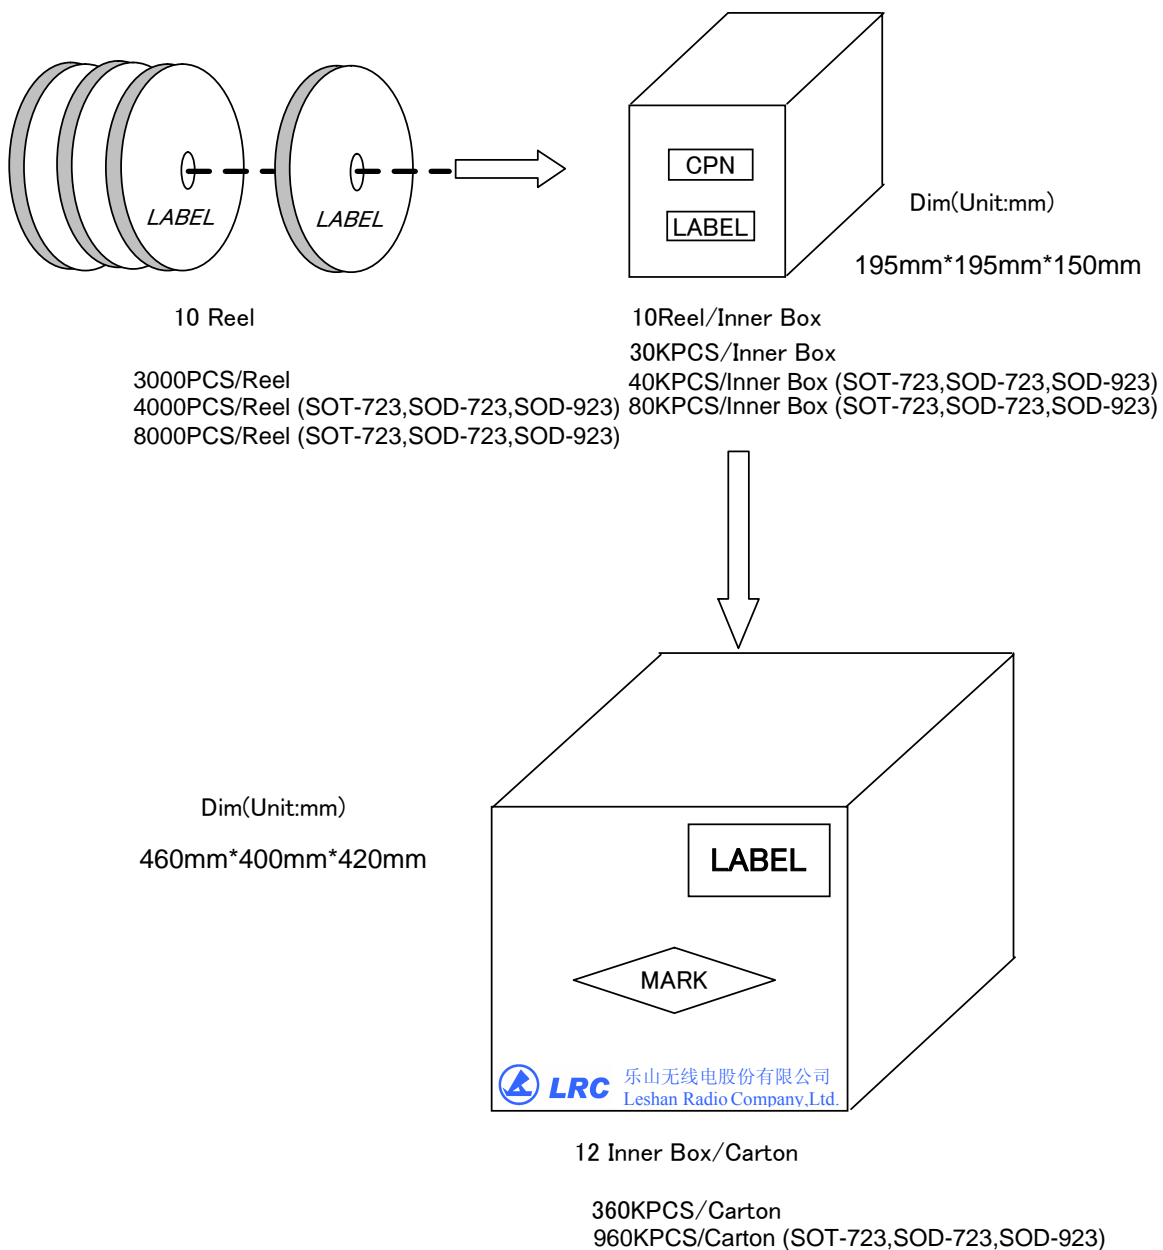 LABEL
LABEL
CPN
LABEL
Dim(Unit:mm)
195mm*195mm*150mm
10 Reel
3000PCS/Reel
4000PCS/Reel (SOT-723,SOD-723,SOD-923)
8000PCS/Reel (SOT-723,SOD-723,SOD-923)
10Reel/Inner Box
30KPCS/Inner Box
40KPCS/Inner Box (SOT-723,SOD-723,SOD-923)
80KPCS/Inner Box (SOT-723,SOD-723,SOD-923)
Dim(Unit:mm)
460mm*400mm*420mm
LABEL
MARK
LRC 乐山无线电股份有限公司
Leshan Radio Company,Ltd.
12 Inner Box/Carton
360KPCS/Carton
960KPCS/Carton (SOT-723,SOD-723,SOD-923)